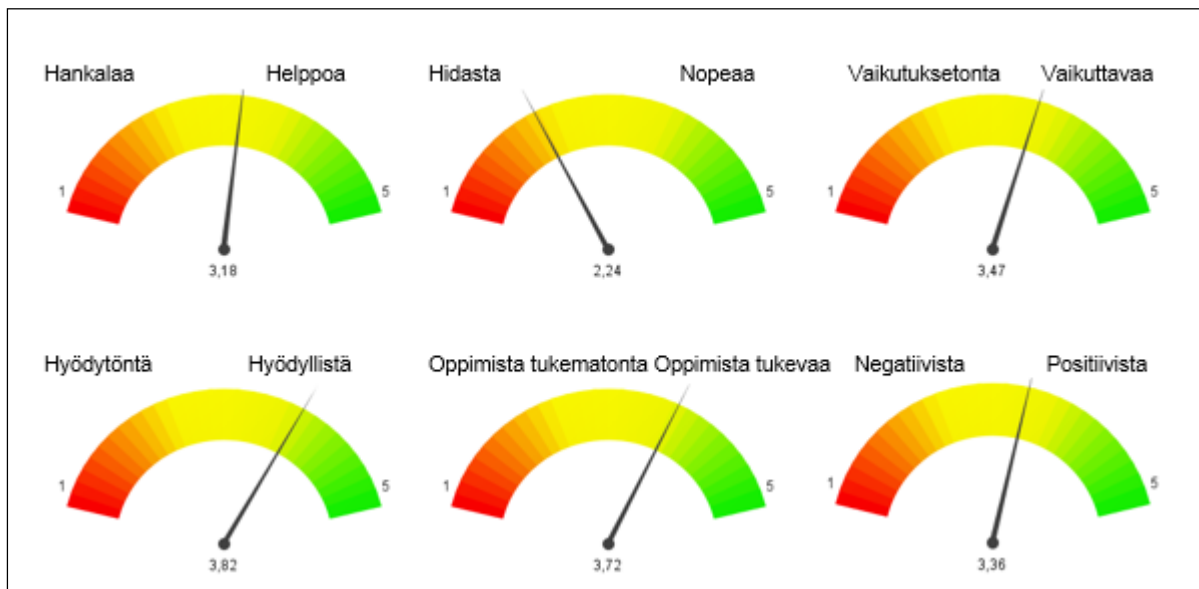 Hankalaa Helppoa
1 5
3,18
Hidasta Nopeaa
1 5
2,24
Vaikutuksetonta Vaikuttavaa
1 5
3,47
Hyödytöntä Hyödyllistä
1 5
3,82
Oppimista tukematonta Oppimista tukevaa
1 5
3,72
Negatiivista Positiivista
1 5
3,36